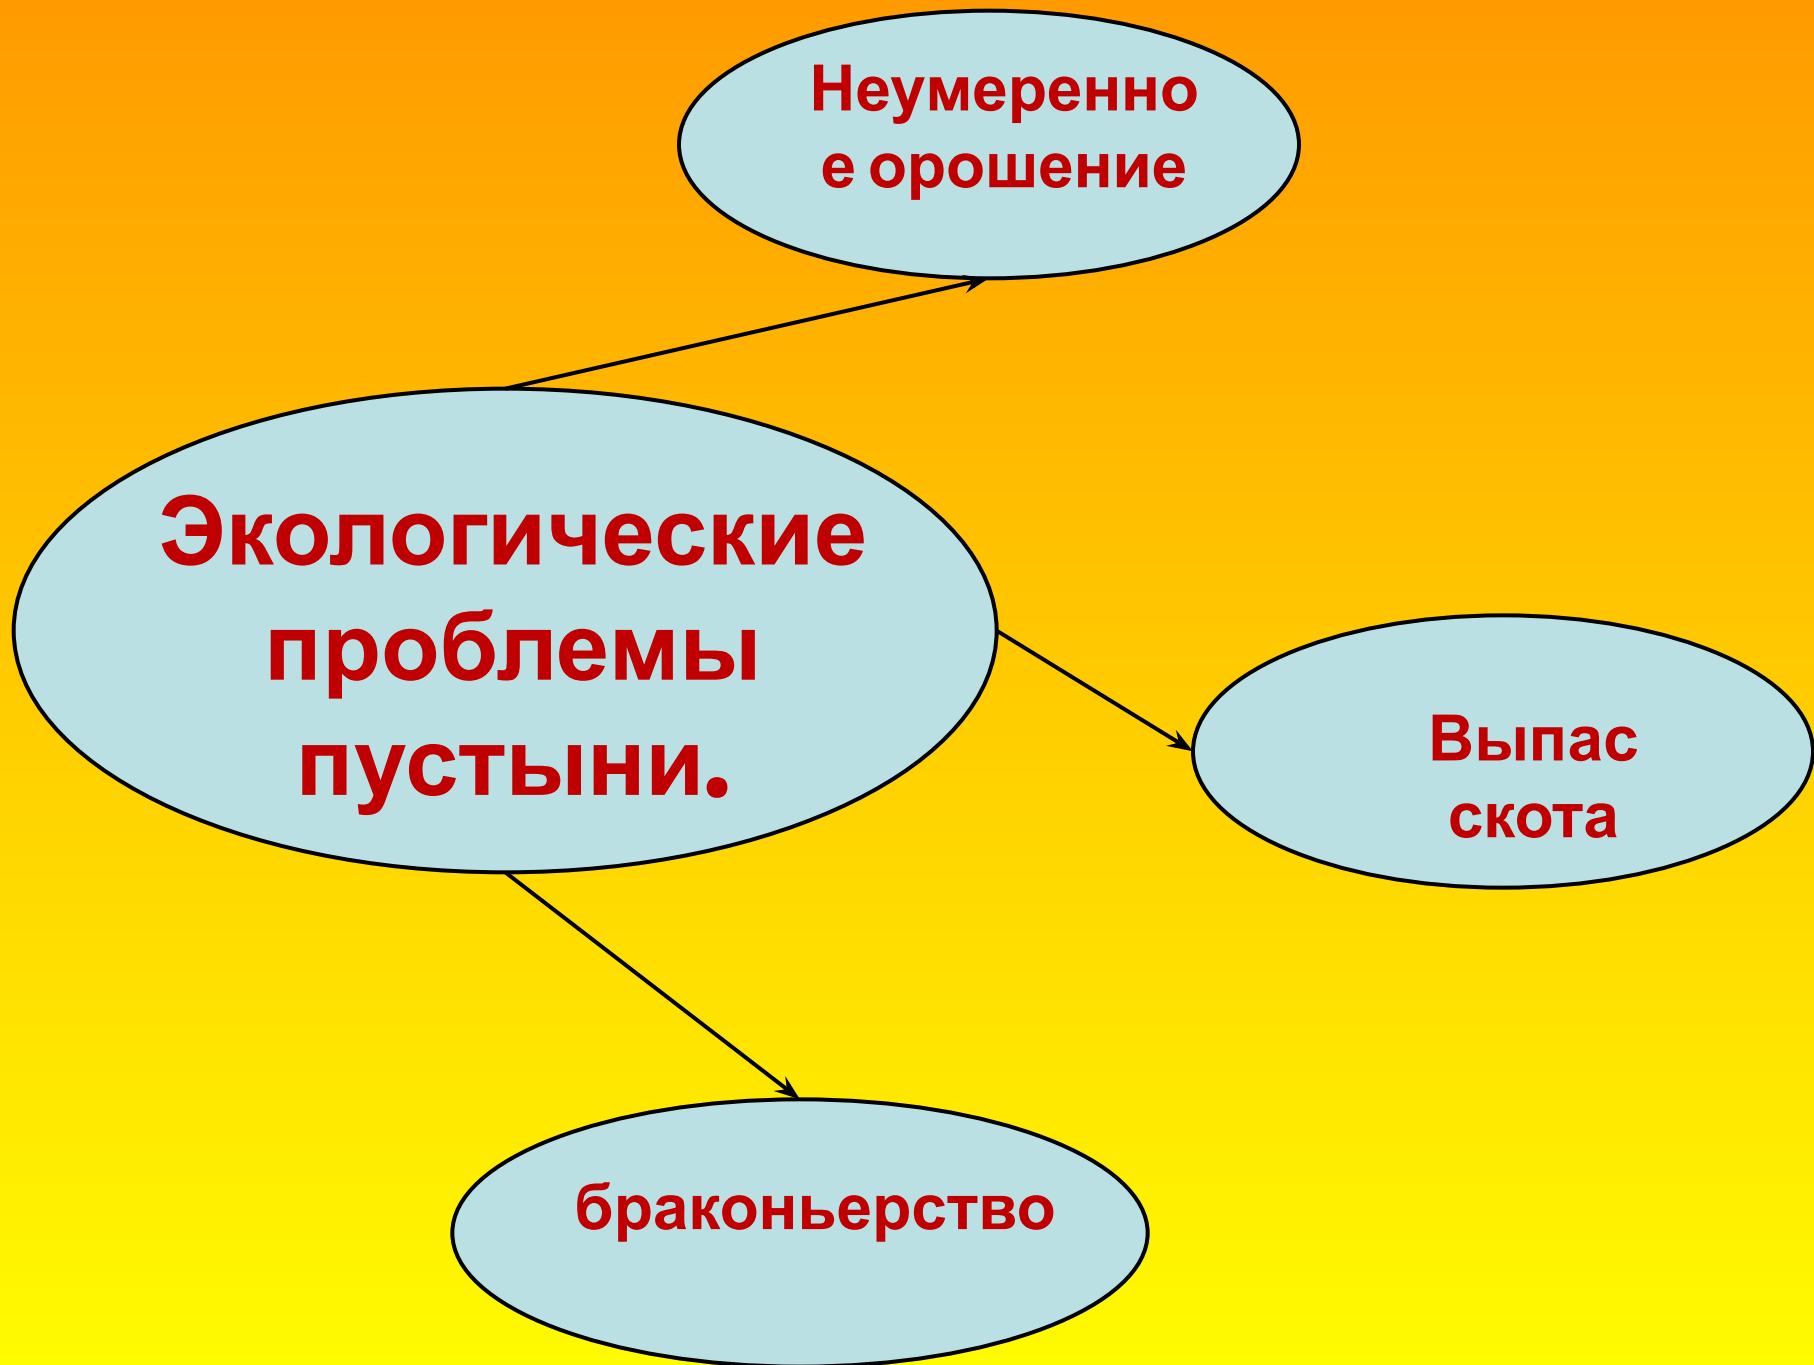 Неумеренно
е орошение
Экологические
проблемы
пустыни.
Выпас
скота
браконьерство